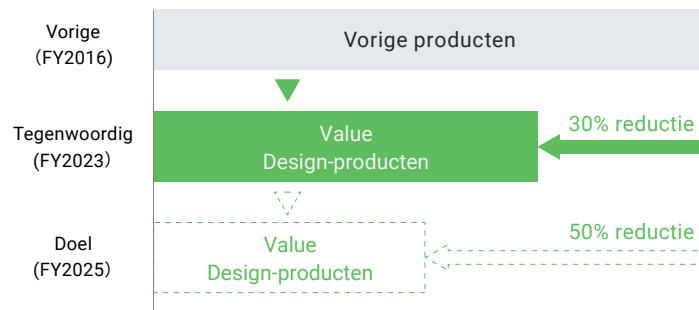 Vorige
(FY2016)
Vorige producten
Tegenwoordig
(FY2023)
Value
Design-producten
30% reductie
Doel
(FY2025)
Value
Design-producten
50% reductie